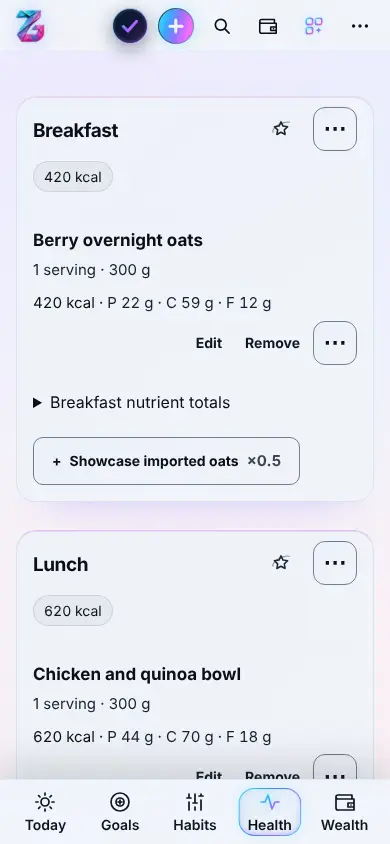 Breakfast
420 kcal
Berry overnight oats
1 serving · 300 g
420 kcal · P 22 g · C 59 g · F 12 g
Edit Remove
Breakfast nutrient totals
+ Showcase imported oats ×0.5
Lunch
620 kcal
Chicken and quinoa bowl
1 serving · 300 g
620 kcal · P 44 g · C 70 g · F 18 g
Edit Remove
Today Goals Habits Health Wealth